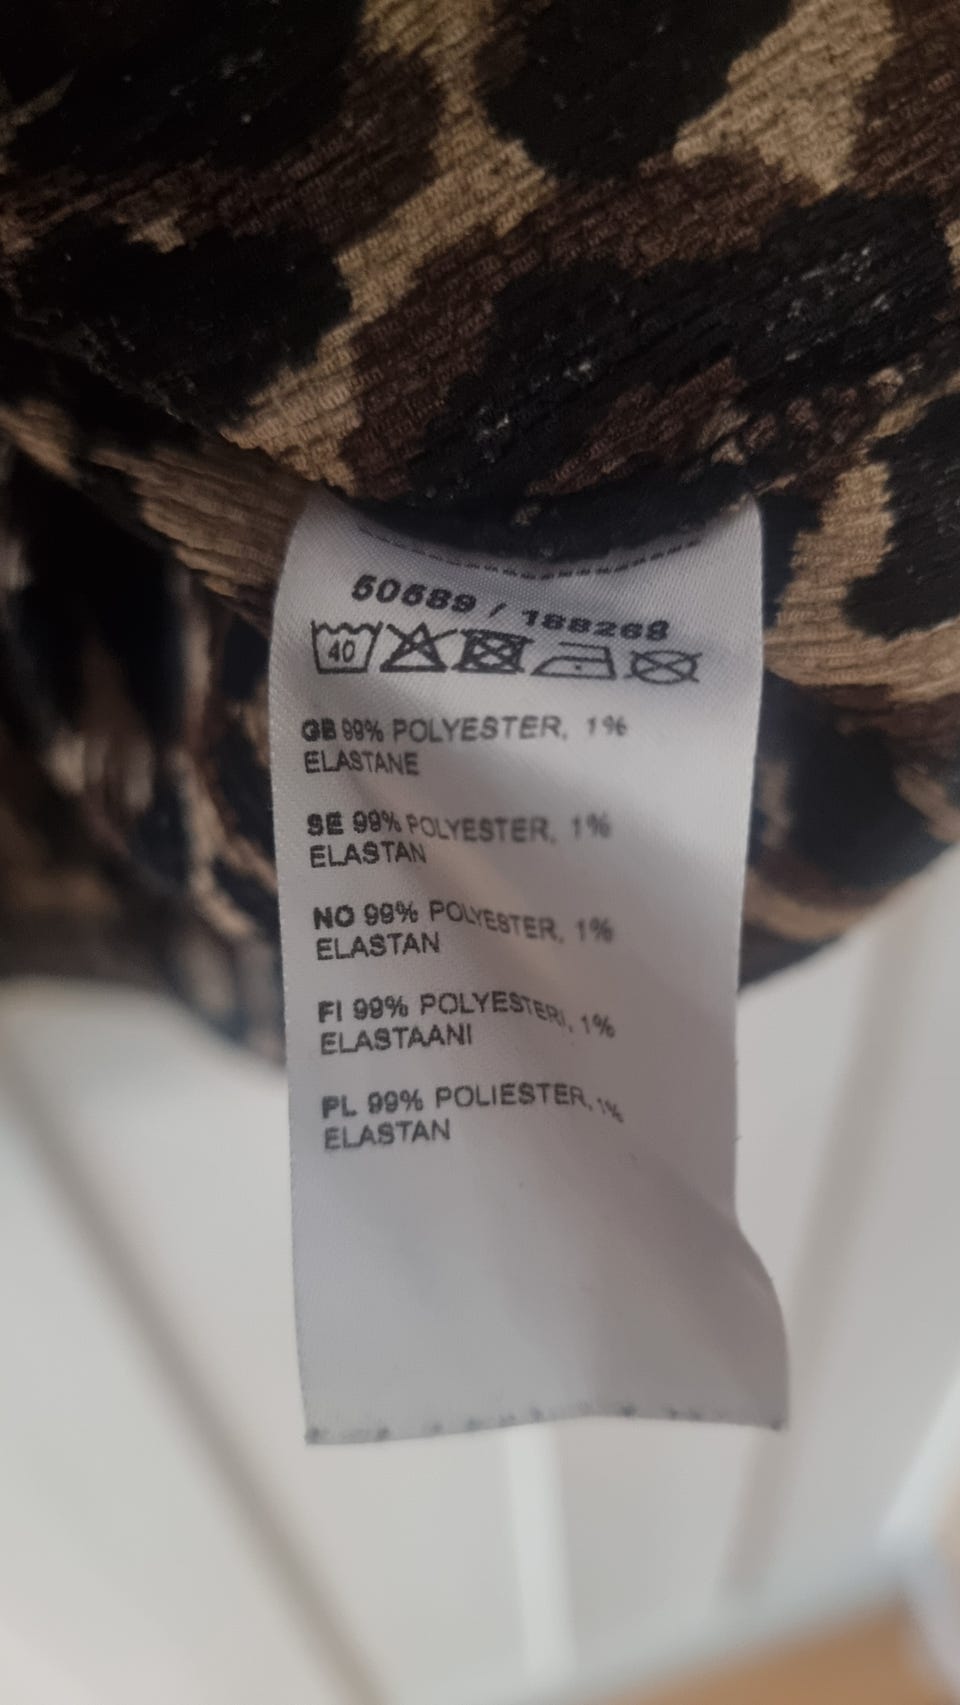 50689 / 188268
40
GB 99% POLYESTER, 1%
ELASTANE
SE 99% POLYESTER, 1%
ELASTAN
NO 99% POLYESTER, 1%
ELASTAN
FI 99% POLYESTERI, 1%
ELASTAANI
PL 99% POLIESTER, 1%
ELASTAN